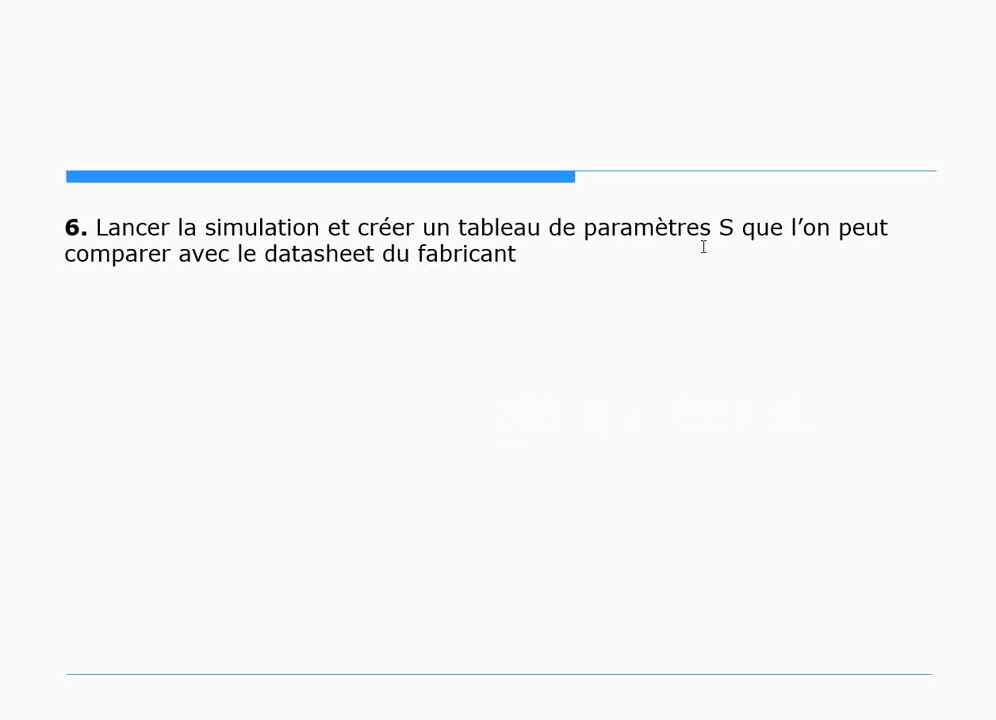 6. Lancer la simulation et créer un tableau de paramètres S que l’on peut
comparer avec le datasheet du fabricant